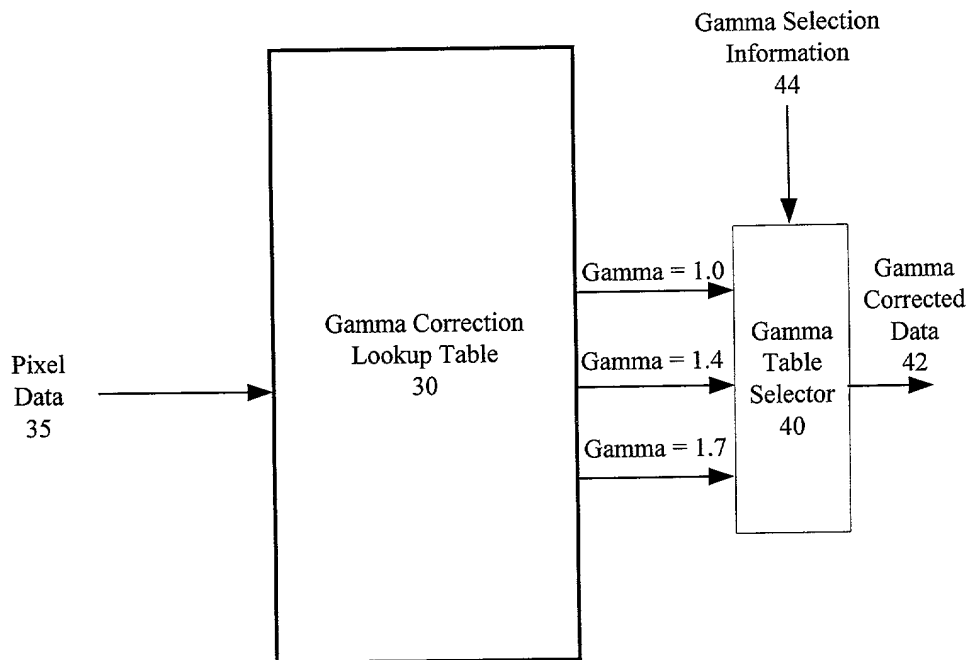 Gamma Selection
Information
44
Gamma = 1.0
Gamma = 1.4
Gamma = 1.7
Gamma Correction
Lookup Table
30
Pixel
Data
35
Gamma
Table
Selector
40
Gamma
Corrected
Data
42